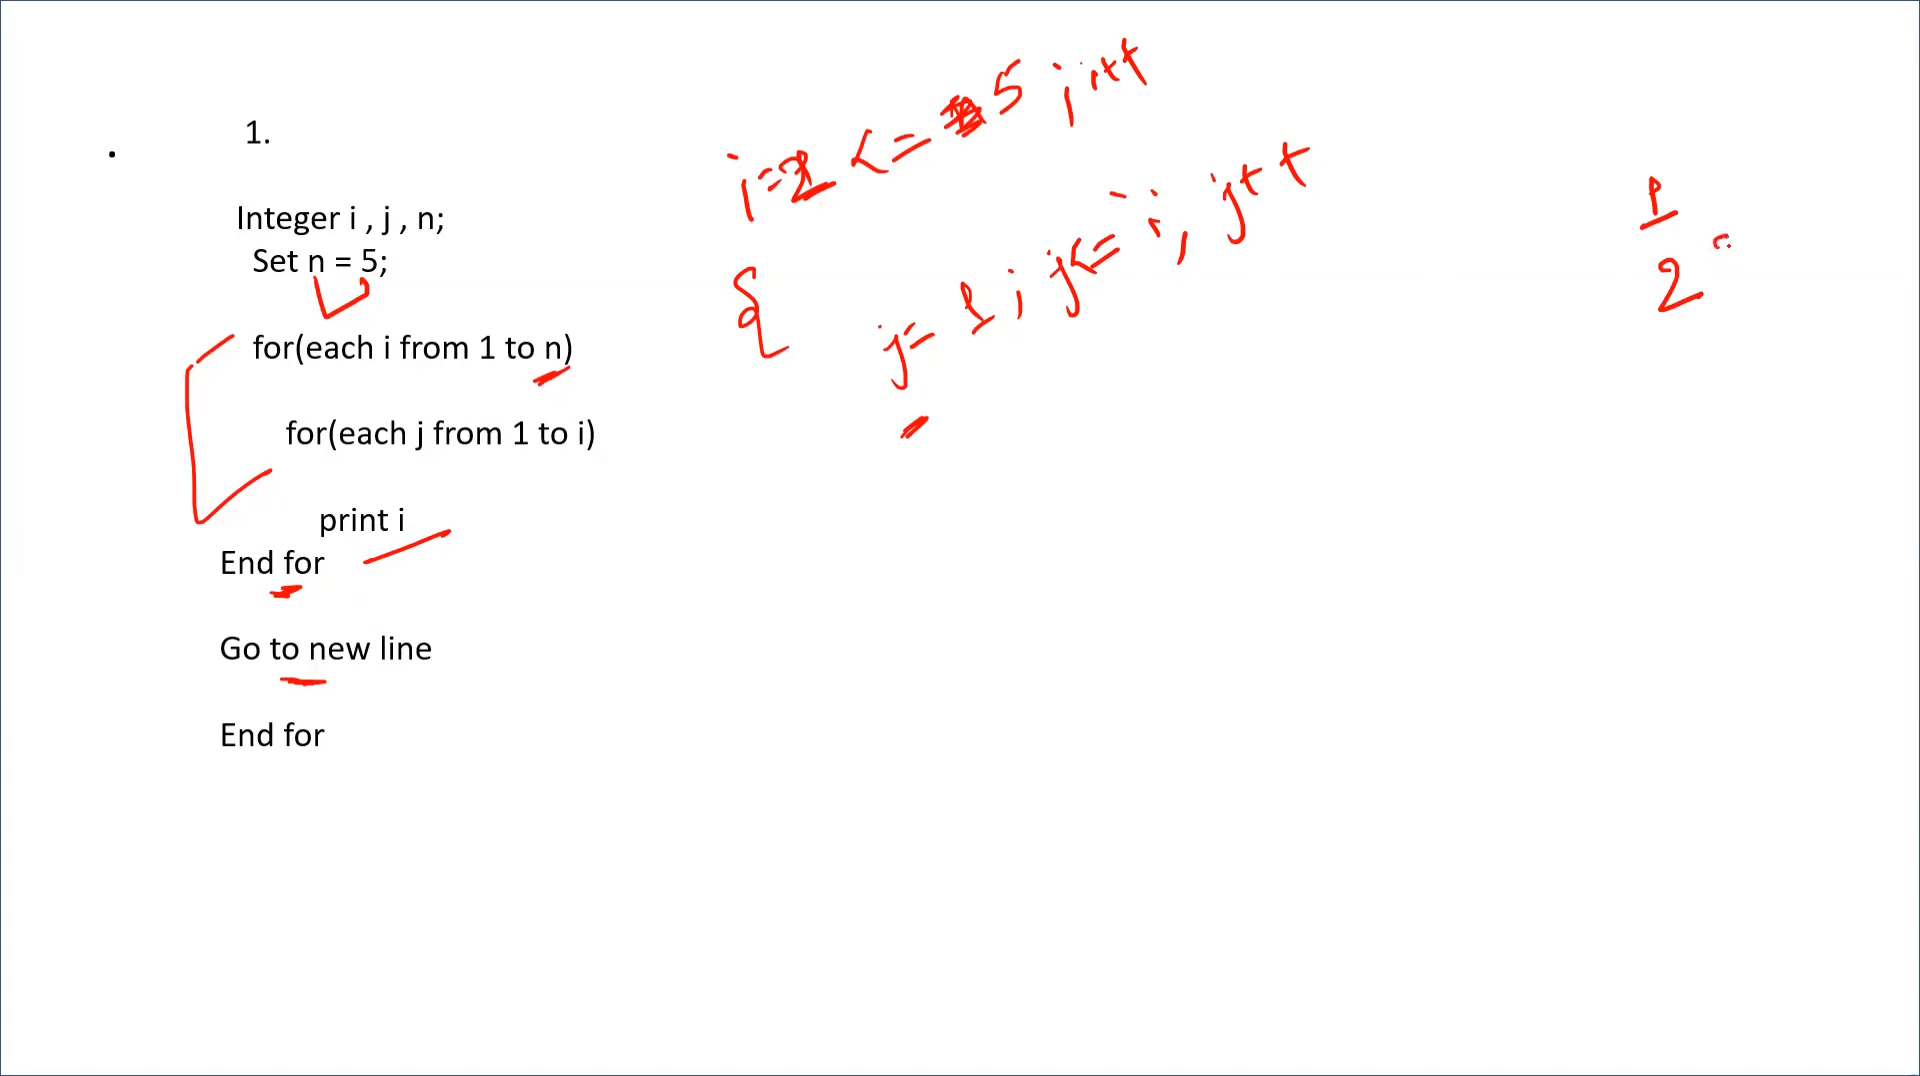 1.
Integer i , j , n;
Set n = 5;
for(each i from 1 to n)
for(each j from 1 to i)
print i
End for
Go to new line
End for
i = <= 5 i++
{
j = 1; j <= i, j++
1
2